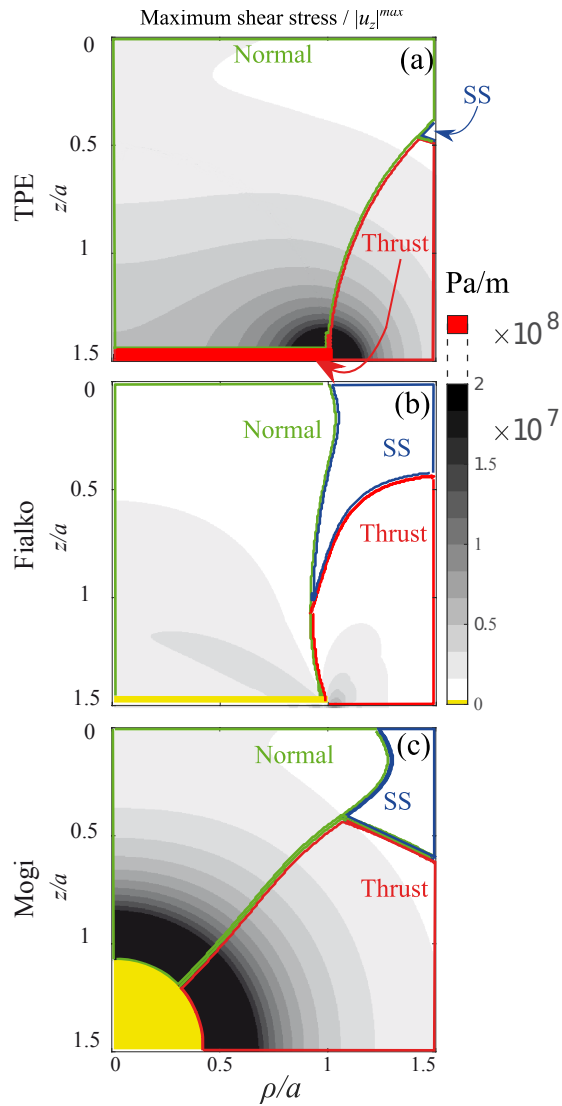 Maximum shear stress / |u_z|^max
0
Normal
(a)
SS
0.5
TPE
z/a
1
Thrust
1.5
Pa/m
×10^8
0
(b)
Normal
SS
2
×10^7
1.5
0.5
Fialko
z/a
Thrust
1
1
0.5
1.5
0
0
(c)
Normal
SS
0.5
Mogi
z/a
Thrust
1
1.5
0
0.5
1
1.5
ρ/a